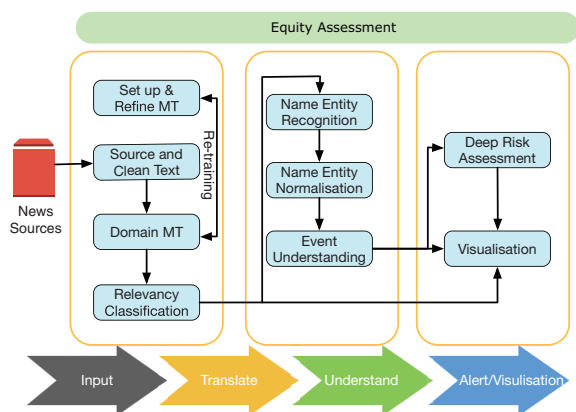 Equity Assessment
Set up &
Refine MT
Re-training
Source and
Clean Text
Domain MT
Relevancy
Classification
News
Sources
Name Entity
Recognition
Name Entity
Normalisation
Event
Understanding
Deep Risk
Assessment
Visualisation
Input
Translate
Understand
Alert/Visulisation